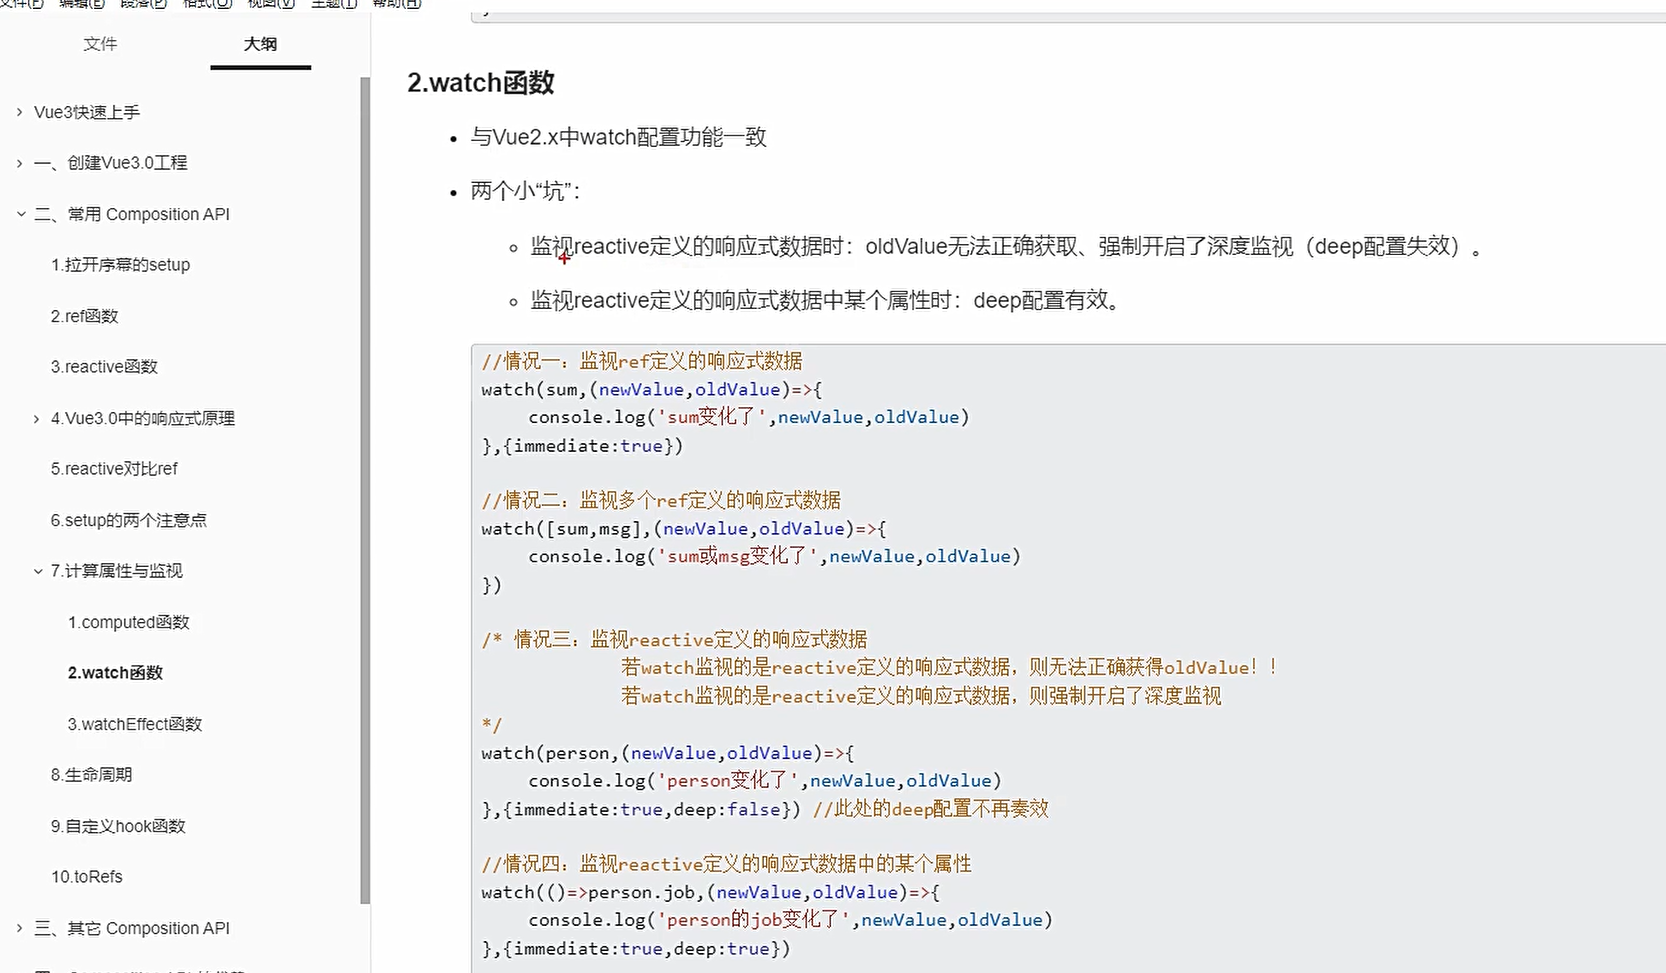 文件(F) 编辑(E) 段落(P) 格式(O) 视图(V) 主题(T) 帮助(H)
文件 大纲
Vue3快速上手
一、创建Vue3.0工程
二、常用 Composition API
1.拉开序幕的setup
2.ref函数
3.reactive函数
4.Vue3.0中的响应式原理
5.reactive对比ref
6.setup的两个注意点
7.计算属性与监视
1.computed函数
2.watch函数
3.watchEffect函数
8.生命周期
9.自定义hook函数
10.toRefs
三、其它 Composition API
2.watch函数
与Vue2.x中watch配置功能一致
两个小“坑”：
监视reactive定义的响应式数据时：oldValue无法正确获取、强制开启了深度监视（deep配置失效）。
监视reactive定义的响应式数据中某个属性时：deep配置有效。
//情况一：监视ref定义的响应式数据
watch(sum,(newValue,oldValue)=>{
console.log('sum变化了',newValue,oldValue)
},{immediate:true})
//情况二：监视多个ref定义的响应式数据
watch([sum,msg],(newValue,oldValue)=>{
console.log('sum或msg变化了',newValue,oldValue)
})
/* 情况三：监视reactive定义的响应式数据
若watch监视的是reactive定义的响应式数据，则无法正确获得oldValue！！
若watch监视的是reactive定义的响应式数据，则强制开启了深度监视
*/
watch(person,(newValue,oldValue)=>{
console.log('person变化了',newValue,oldValue)
},{immediate:true,deep:false}) //此处的deep配置不再奏效
//情况四：监视reactive定义的响应式数据中的某个属性
watch(()=>person.job,(newValue,oldValue)=>{
console.log('person的job变化了',newValue,oldValue)
},{immediate:true,deep:true})